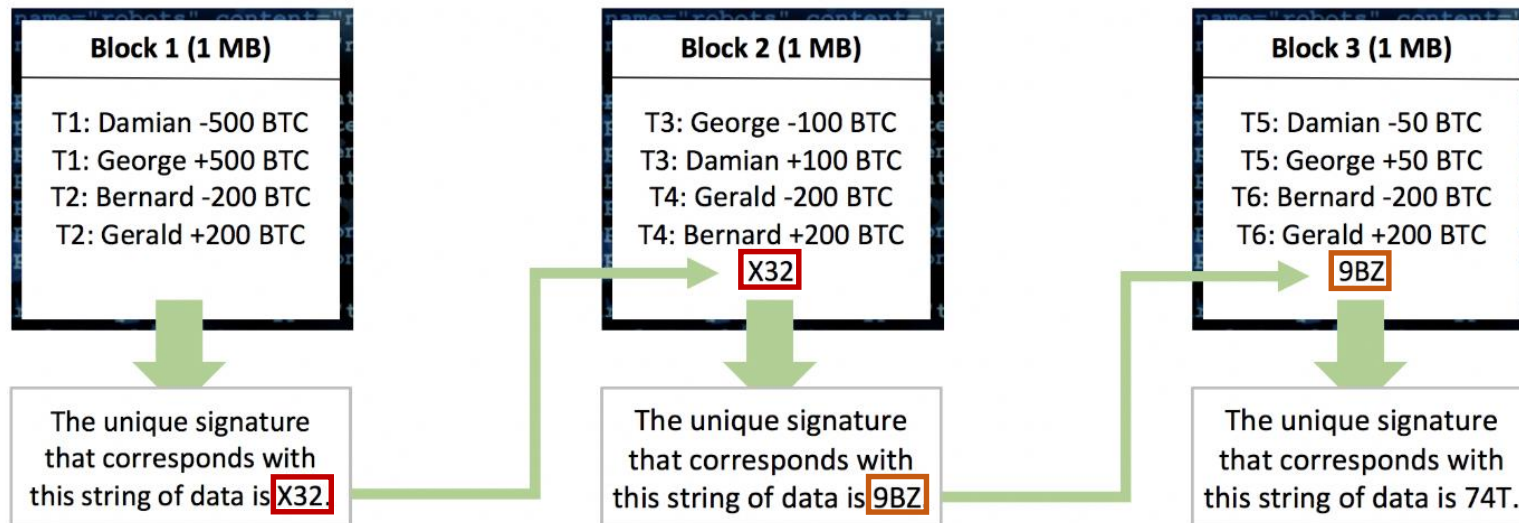 Block 1 (1 MB)
T1: Damian -500 BTC
T1: George +500 BTC
T2: Bernard -200 BTC
T2: Gerald +200 BTC
The unique signature
that corresponds with
this string of data is X32.
Block 2 (1 MB)
T3: George -100 BTC
T3: Damian +100 BTC
T4: Gerald -200 BTC
T4: Bernard +200 BTC
X32
The unique signature
that corresponds with
this string of data is 9BZ
Block 3 (1 MB)
T5: Damian -50 BTC
T5: George +50 BTC
T6: Bernard -200 BTC
T6: Gerald +200 BTC
9BZ
The unique signature
that corresponds with
this string of data is 74T.